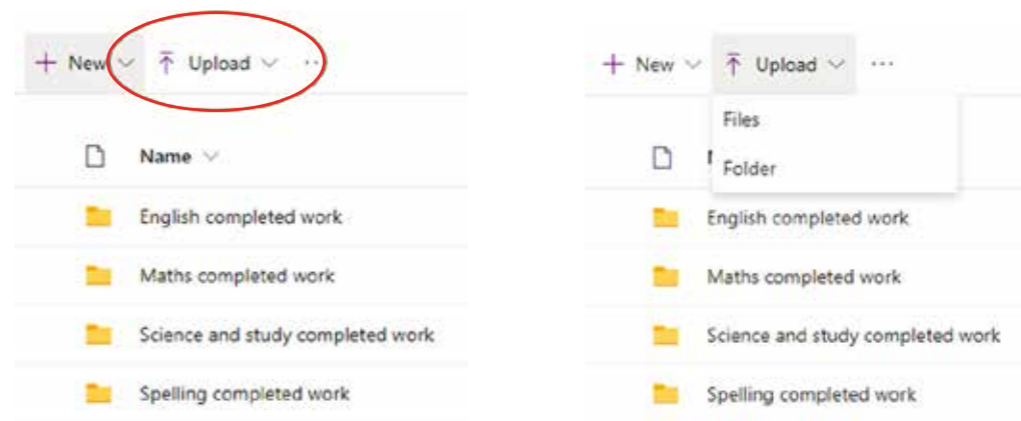 + New Upload ...
Name
English completed work
Maths completed work
Science and study completed work
Spelling completed work
+ New Upload ...
Files
Folder
English completed work
Maths completed work
Science and study completed work
Spelling completed work